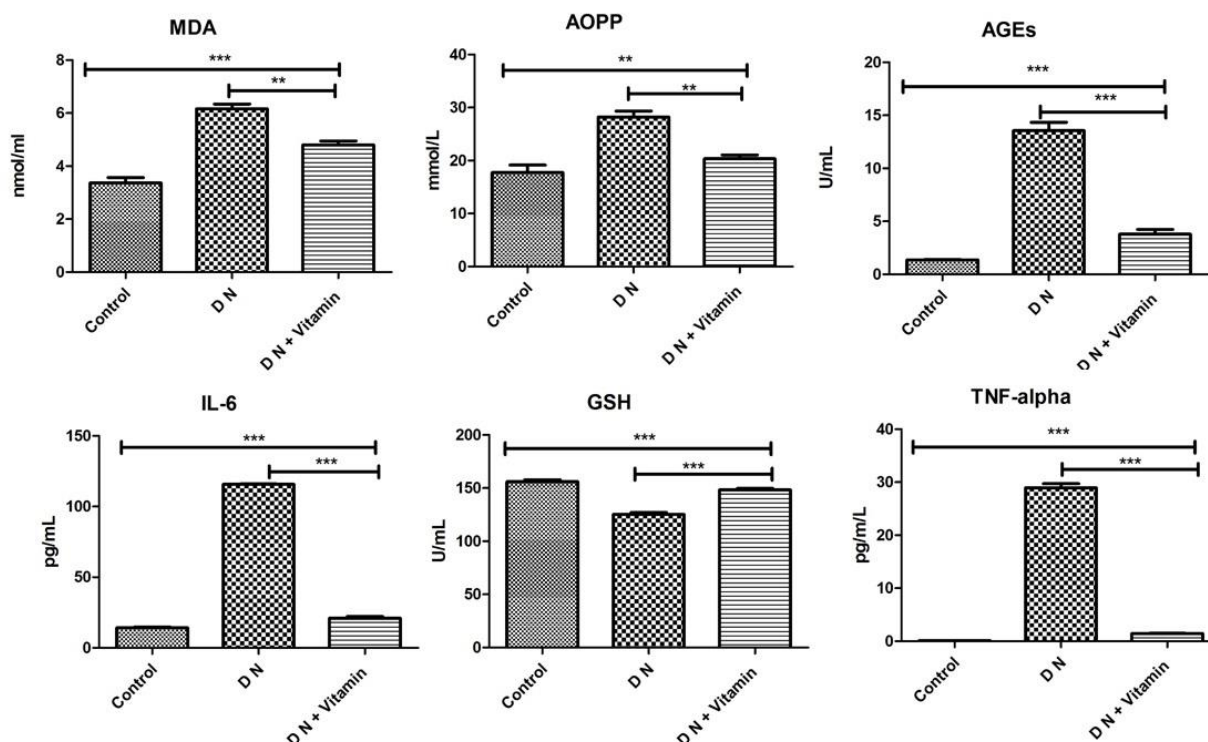 MDA
nmol/ml
8
6
4
2
0
***
**
Control
D N
D N + Vitamin
AOPP
mmol/L
40
30
20
10
0
**
**
Control
D N
D N + Vitamin
AGEs
U/mL
20
15
10
5
0
***
***
Control
D N
D N + Vitamin
IL-6
pg/mL
150
100
50
0
***
***
Control
D N
D N + Vitamin
GSH
U/mL
200
150
100
50
0
***
***
Control
D N
D N + Vitamin
TNF-alpha
pg/m/L
40
30
20
10
0
***
***
Control
D N
D N + Vitamin